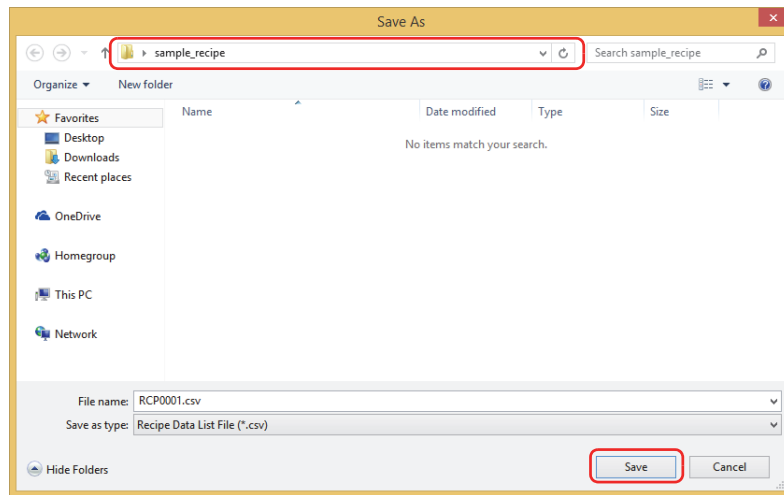 Save As
sample_recipe
Search sample_recipe
Organize
New folder
Name
Date modified
Type
Size
No items match your search.
Favorites
Desktop
Downloads
Recent places
OneDrive
Homegroup
This PC
Network
File name: RCP0001.csv
Save as type: Recipe Data List File (*.csv)
Hide Folders
Save
Cancel